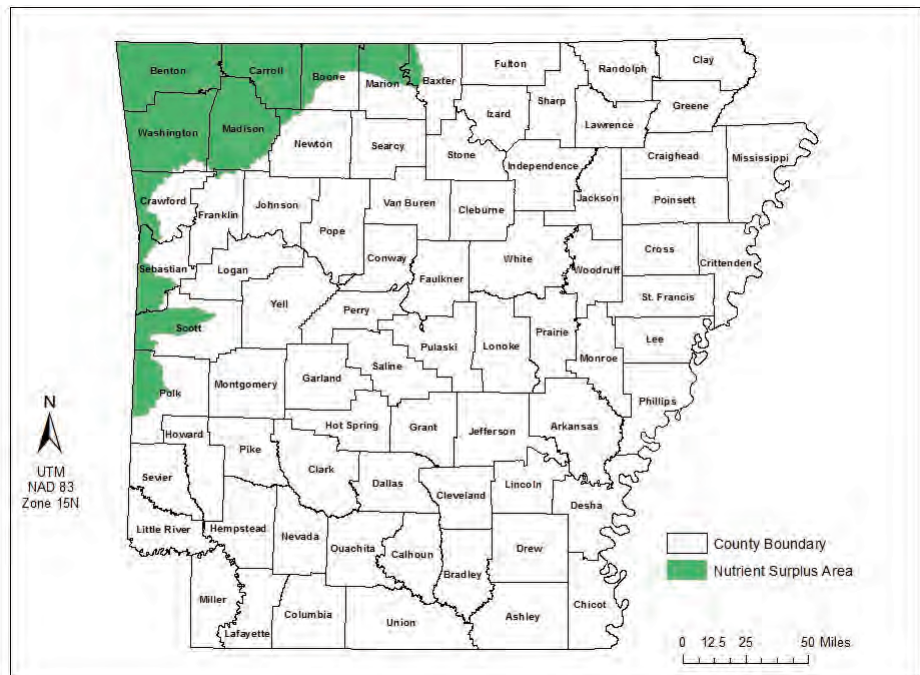 Benton
Carroll
Boone
Marion
Baxter
Fulton
Randolph
Clay
Sharp
Greene
Izard
Lawrence
Washington
Madison
Newton
Searcy
Stone
Independence
Craighead
Mississippi
Crawford
Franklin
Johnson
Pope
Van Buren
Cleburne
Jackson
Poinsett
Sebastian
Logan
Conway
Faulkner
White
Woodruff
Cross
Crittenden
Yell
Perry
St. Francis
Scott
Pulaski
Lonoke
Prairie
Monroe
Lee
Saline
Polk
Montgomery
Garland
Phillips
N
Howard
Pike
Hot Spring
Grant
Jefferson
Arkansas
UTM
NAD 83
Zone 15N
Sevier
Clark
Dallas
Cleveland
Lincoln
Desha
Little River
Hempstead
Nevada
Ouachita
Calhoun
Drew
Bradley
County Boundary
Nutrient Surplus Area
Miller
Lafayette
Columbia
Union
Ashley
Chicot
0 12.5 25 50 Miles